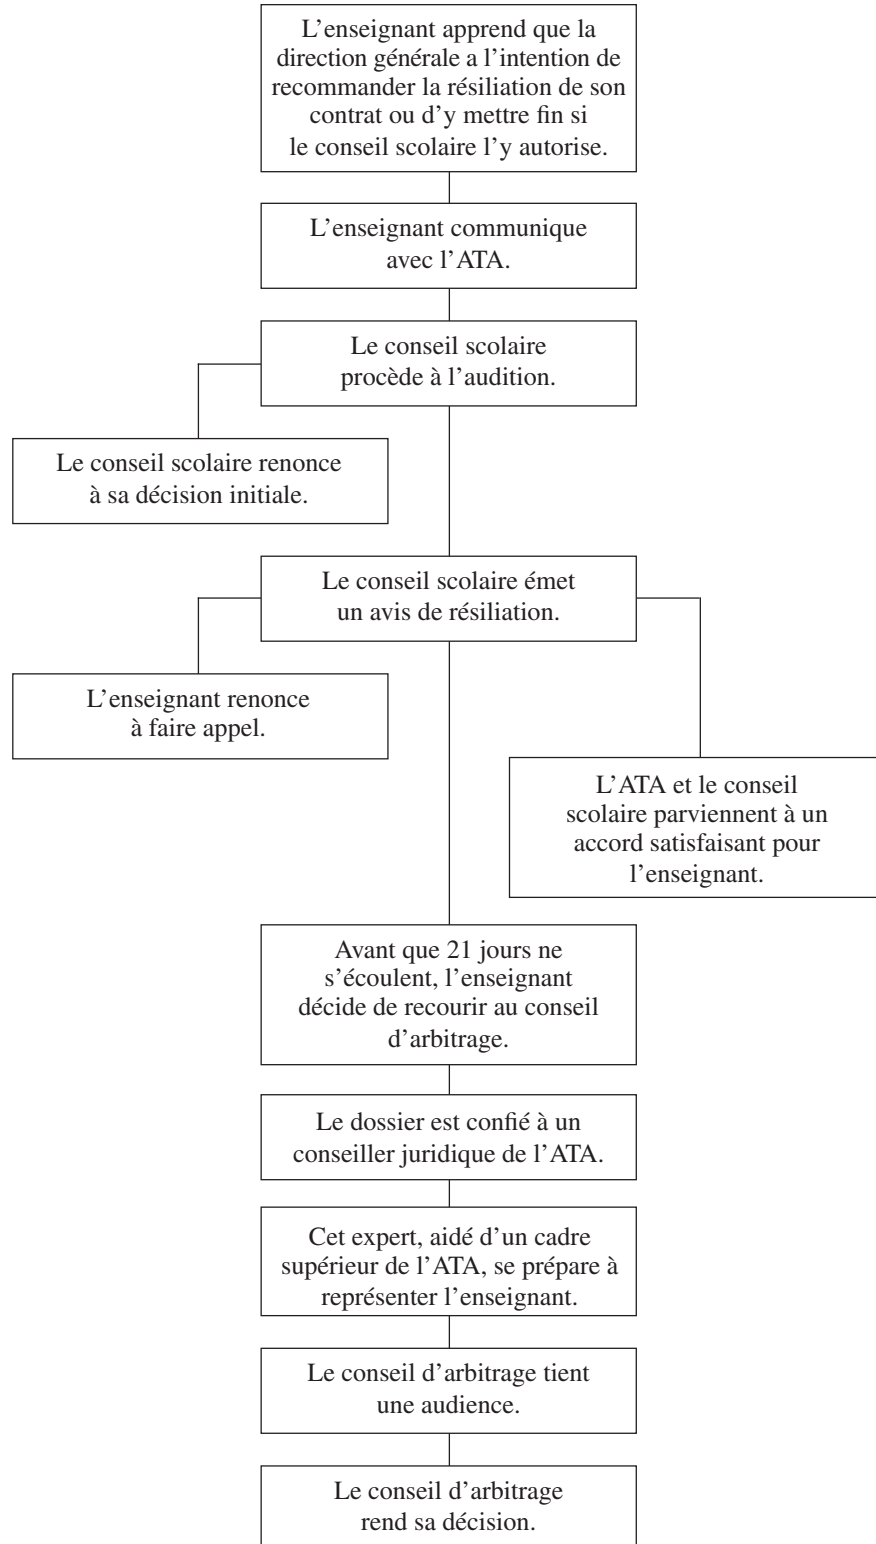 L’enseignant apprend que la
direction générale a l’intention de
recommander la résiliation de son
contrat ou d’y mettre fin si
le conseil scolaire l’y autorise.
L’enseignant communique
avec l’ATA.
Le conseil scolaire
procède à l’audition.
Le conseil scolaire renonce
à sa décision initiale.
Le conseil scolaire émet
un avis de résiliation.
L’enseignant renonce
à faire appel.
L’ATA et le conseil
scolaire parviennent à un
accord satisfaisant pour
l’enseignant.
Avant que 21 jours ne
s’écoulent, l’enseignant
décide de recourir au conseil
d’arbitrage.
Le dossier est confié à un
conseiller juridique de l’ATA.
Cet expert, aidé d’un cadre
supérieur de l’ATA, se prépare à
représenter l’enseignant.
Le conseil d’arbitrage tient
une audience.
Le conseil d’arbitrage
rend sa décision.